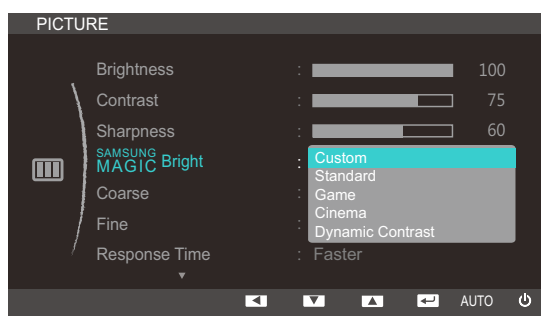 PICTURE
Brightness : 100
Contrast : 75
Sharpness : 60
SAMSUNG
MAGIC Bright : Custom
Standard
Coarse : Game
Cinema
Fine : Dynamic Contrast
Response Time : Faster
AUTO